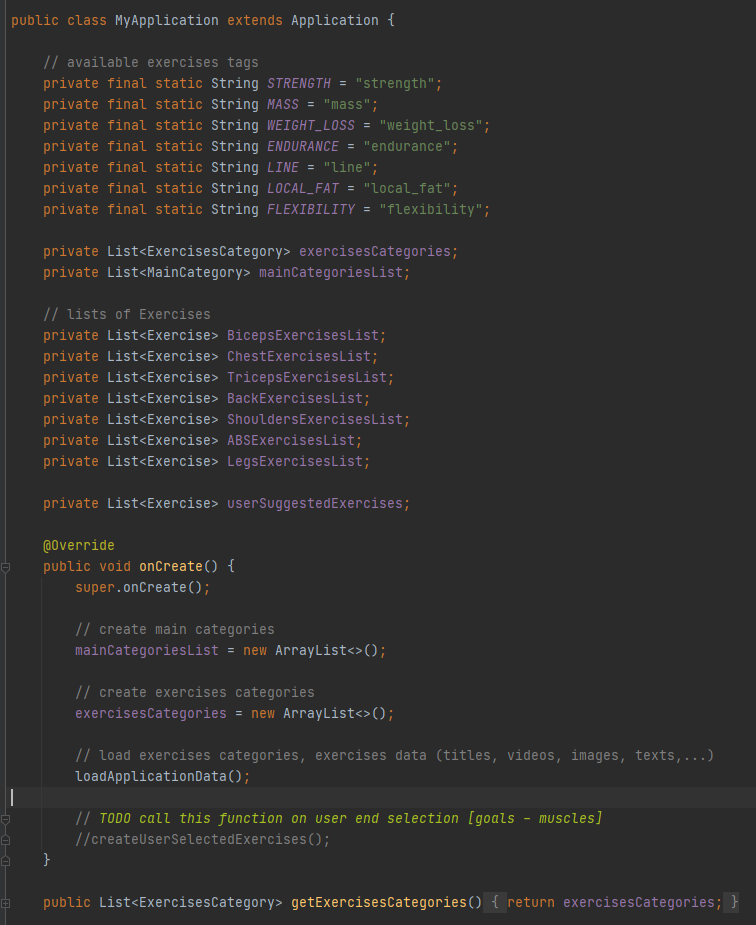 public class MyApplication extends Application {
// available exercises tags
private final static String STRENGTH = "strength";
private final static String MASS = "mass";
private final static String WEIGHT_LOSS = "weight_loss";
private final static String ENDURANCE = "endurance";
private final static String LINE = "line";
private final static String LOCAL_FAT = "local_fat";
private final static String FLEXIBILITY = "flexibility";
private List<ExercisesCategory> exercisesCategories;
private List<MainCategory> mainCategoriesList;
// lists of Exercises
private List<Exercise> BicepsExercisesList;
private List<Exercise> ChestExercisesList;
private List<Exercise> TricepsExercisesList;
private List<Exercise> BackExercisesList;
private List<Exercise> ShouldersExercisesList;
private List<Exercise> ABSExercisesList;
private List<Exercise> LegsExercisesList;
private List<Exercise> userSuggestedExercises;
@Override
public void onCreate() {
super.onCreate();
// create main categories
mainCategoriesList = new ArrayList<>();
// create exercises categories
exercisesCategories = new ArrayList<>();
// load exercises categories, exercises data (titles, videos, images, texts,...)
loadApplicationData();
// TODO call this function on user end selection [goals - muscles]
//createUserSelectedExercises();
}
public List<ExercisesCategory> getExercisesCategories() { return exercisesCategories; }